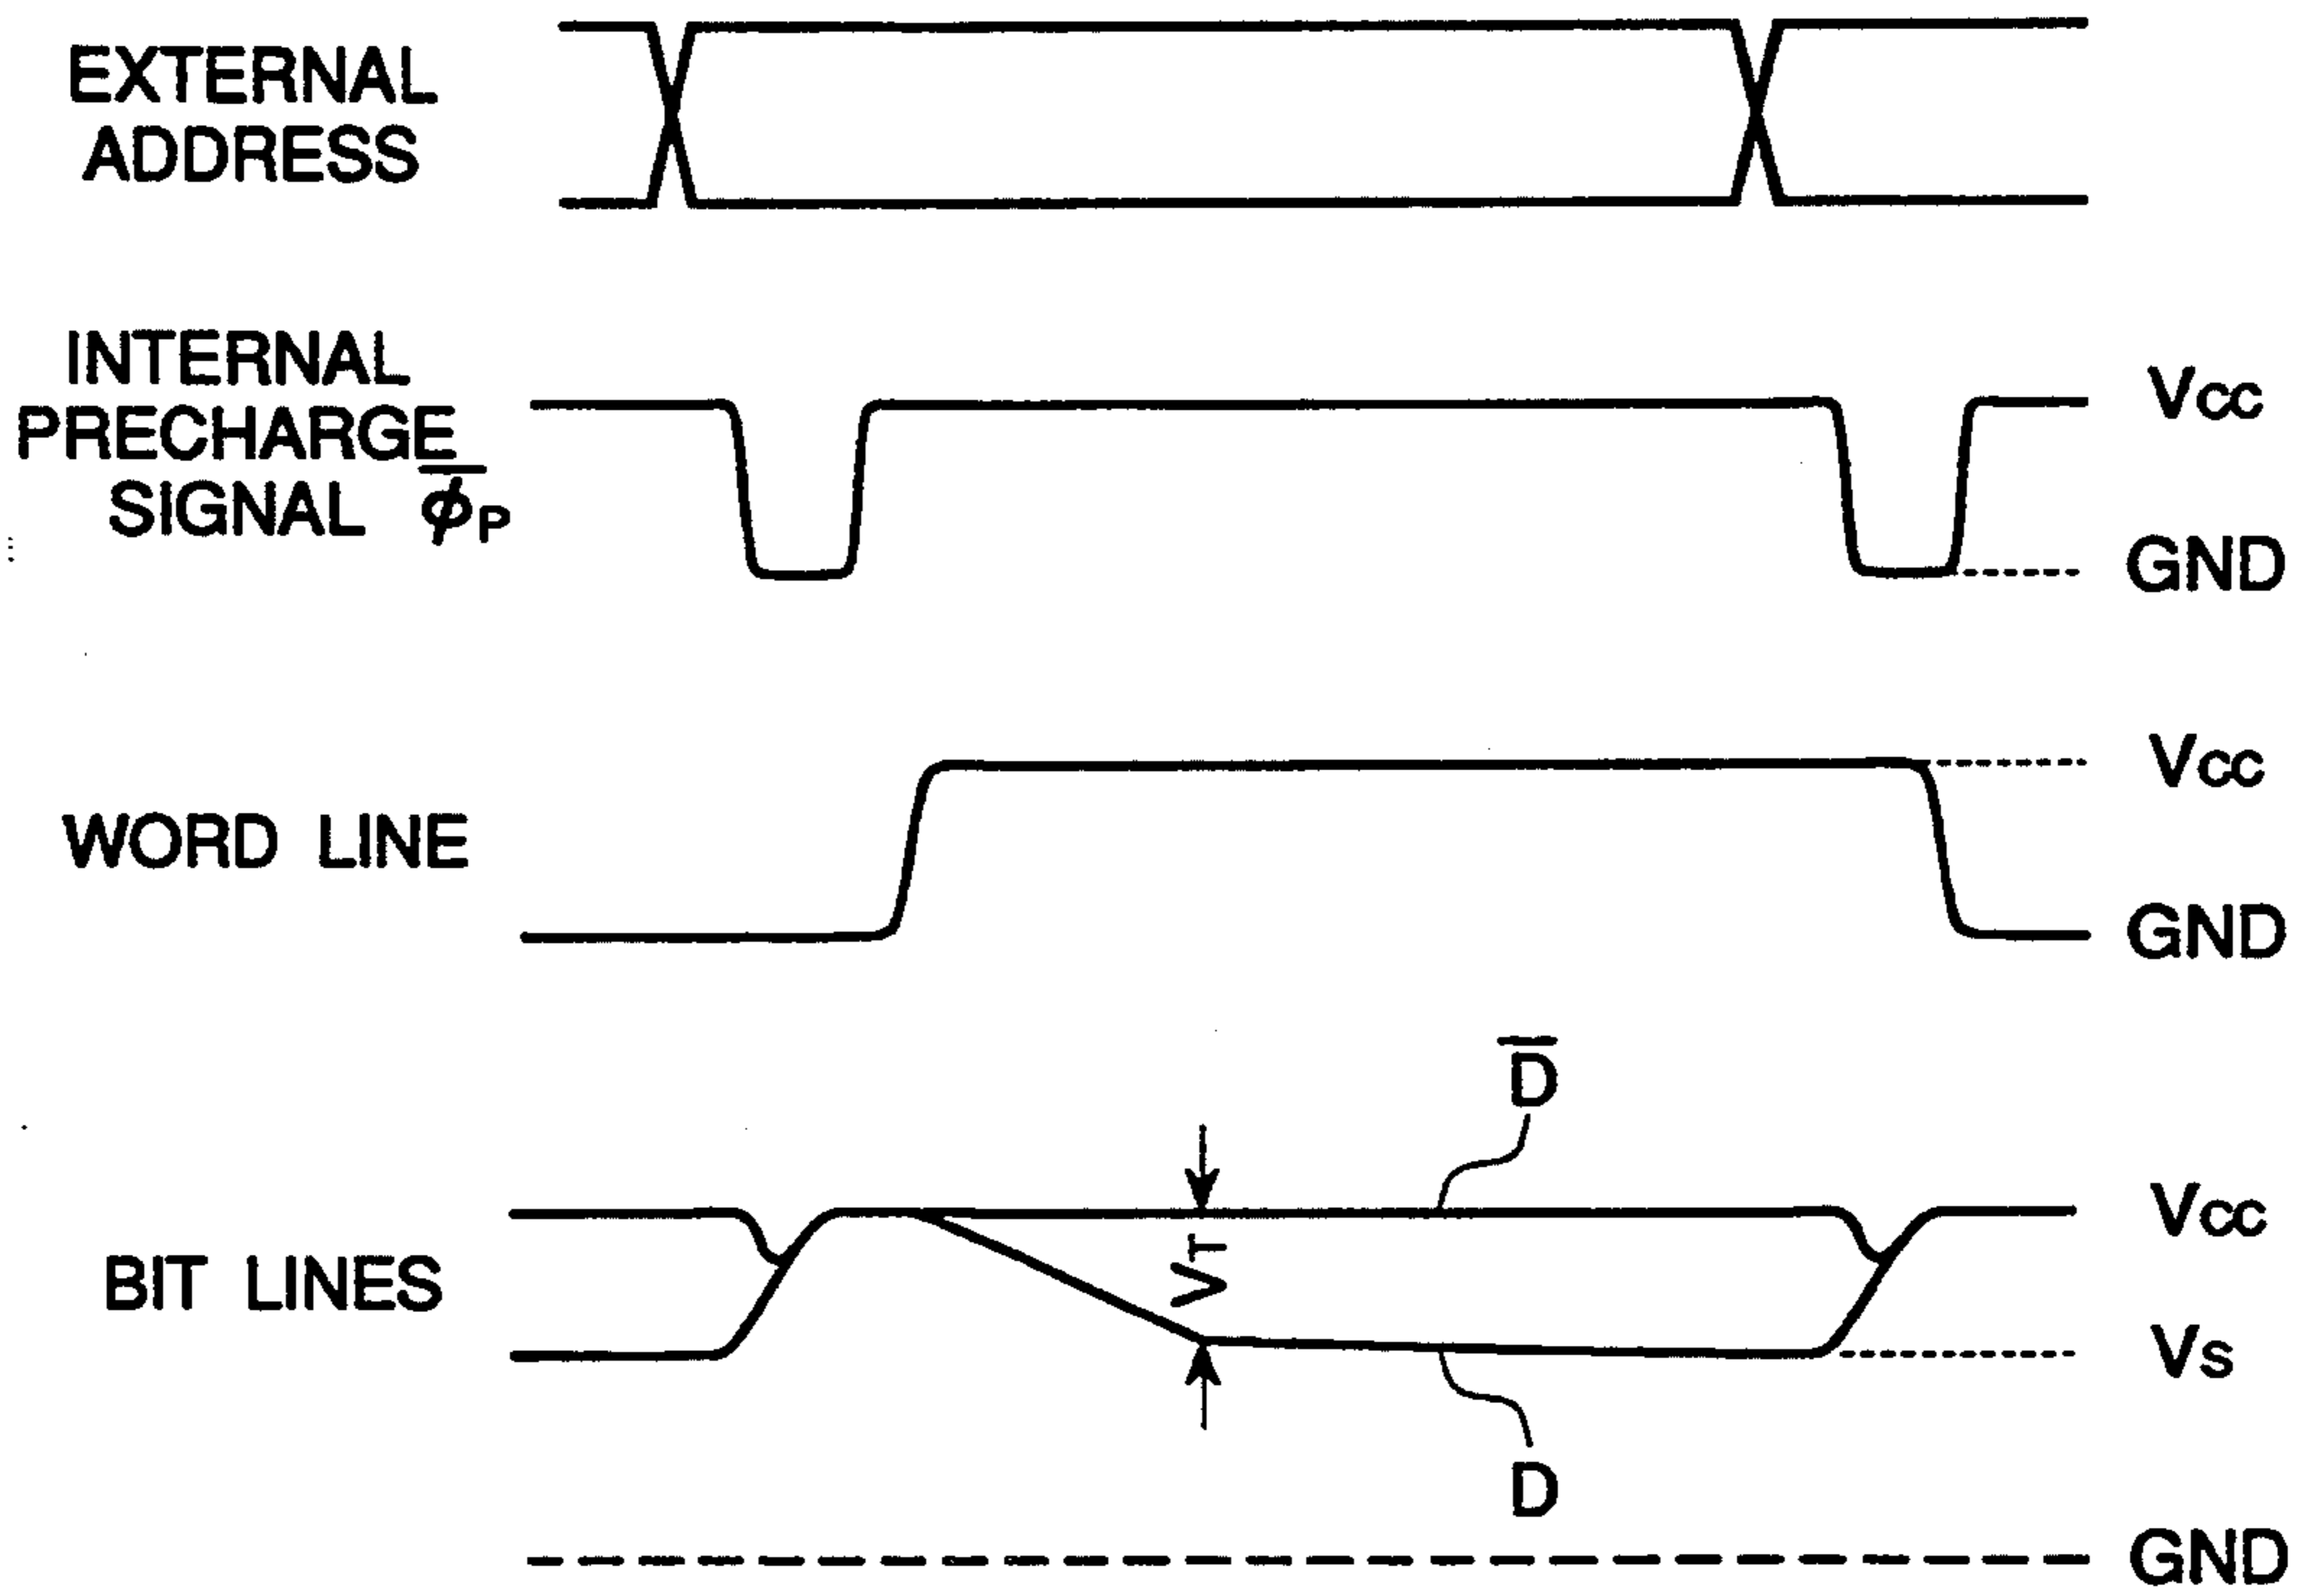 EXTERNAL
ADDRESS
INTERNAL
PRECHARGE
SIGNAL φ̅P
Vcc
GND
WORD LINE
Vcc
GND
D̅
BIT LINES
VT
Vcc
Vs
D
GND